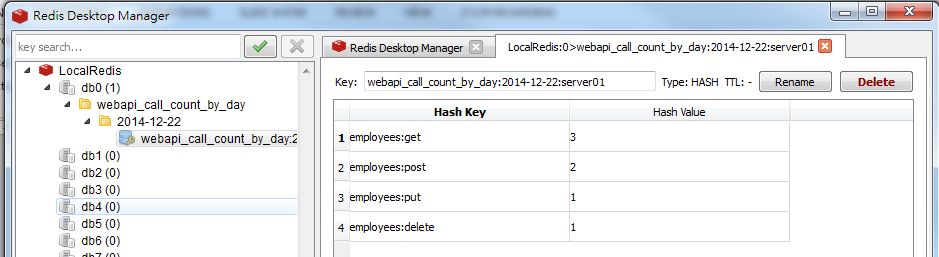 Redis Desktop Manager
key search...
LocalRedis
db0 (1)
webapi_call_count_by_day
2014-12-22
webapi_call_count_by_day:2
db1 (0)
db2 (0)
db3 (0)
db4 (0)
db5 (0)
db6 (0)
Redis Desktop Manager
LocalRedis:0>webapi_call_count_by_day:2014-12-22:server01
Key: webapi_call_count_by_day:2014-12-22:server01 Type: HASH TTL: - Rename Delete
Hash Key Hash Value
1 employees:get 3
2 employees:post 2
3 employees:put 1
4 employees:delete 1